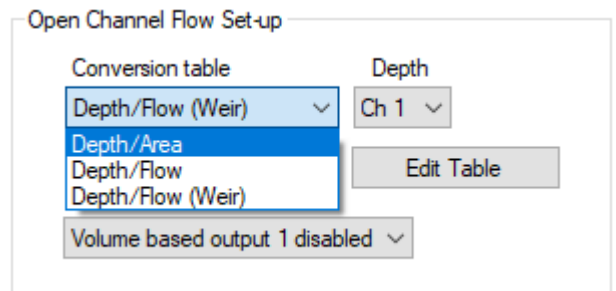 Open Channel Flow Set-up
Conversion table Depth
Depth/Flow (Weir) Ch 1
Depth/Area
Depth/Flow Edit Table
Depth/Flow (Weir)
Volume based output 1 disabled